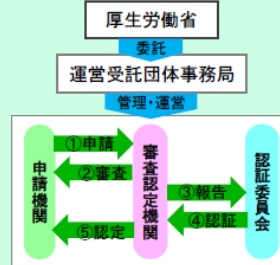 厚生労働省
委託
運営受託団体事務局
管理・運営
申請機関
①申請
②審査
⑤認定
審査認定機関
③報告
④認証
認証委員会